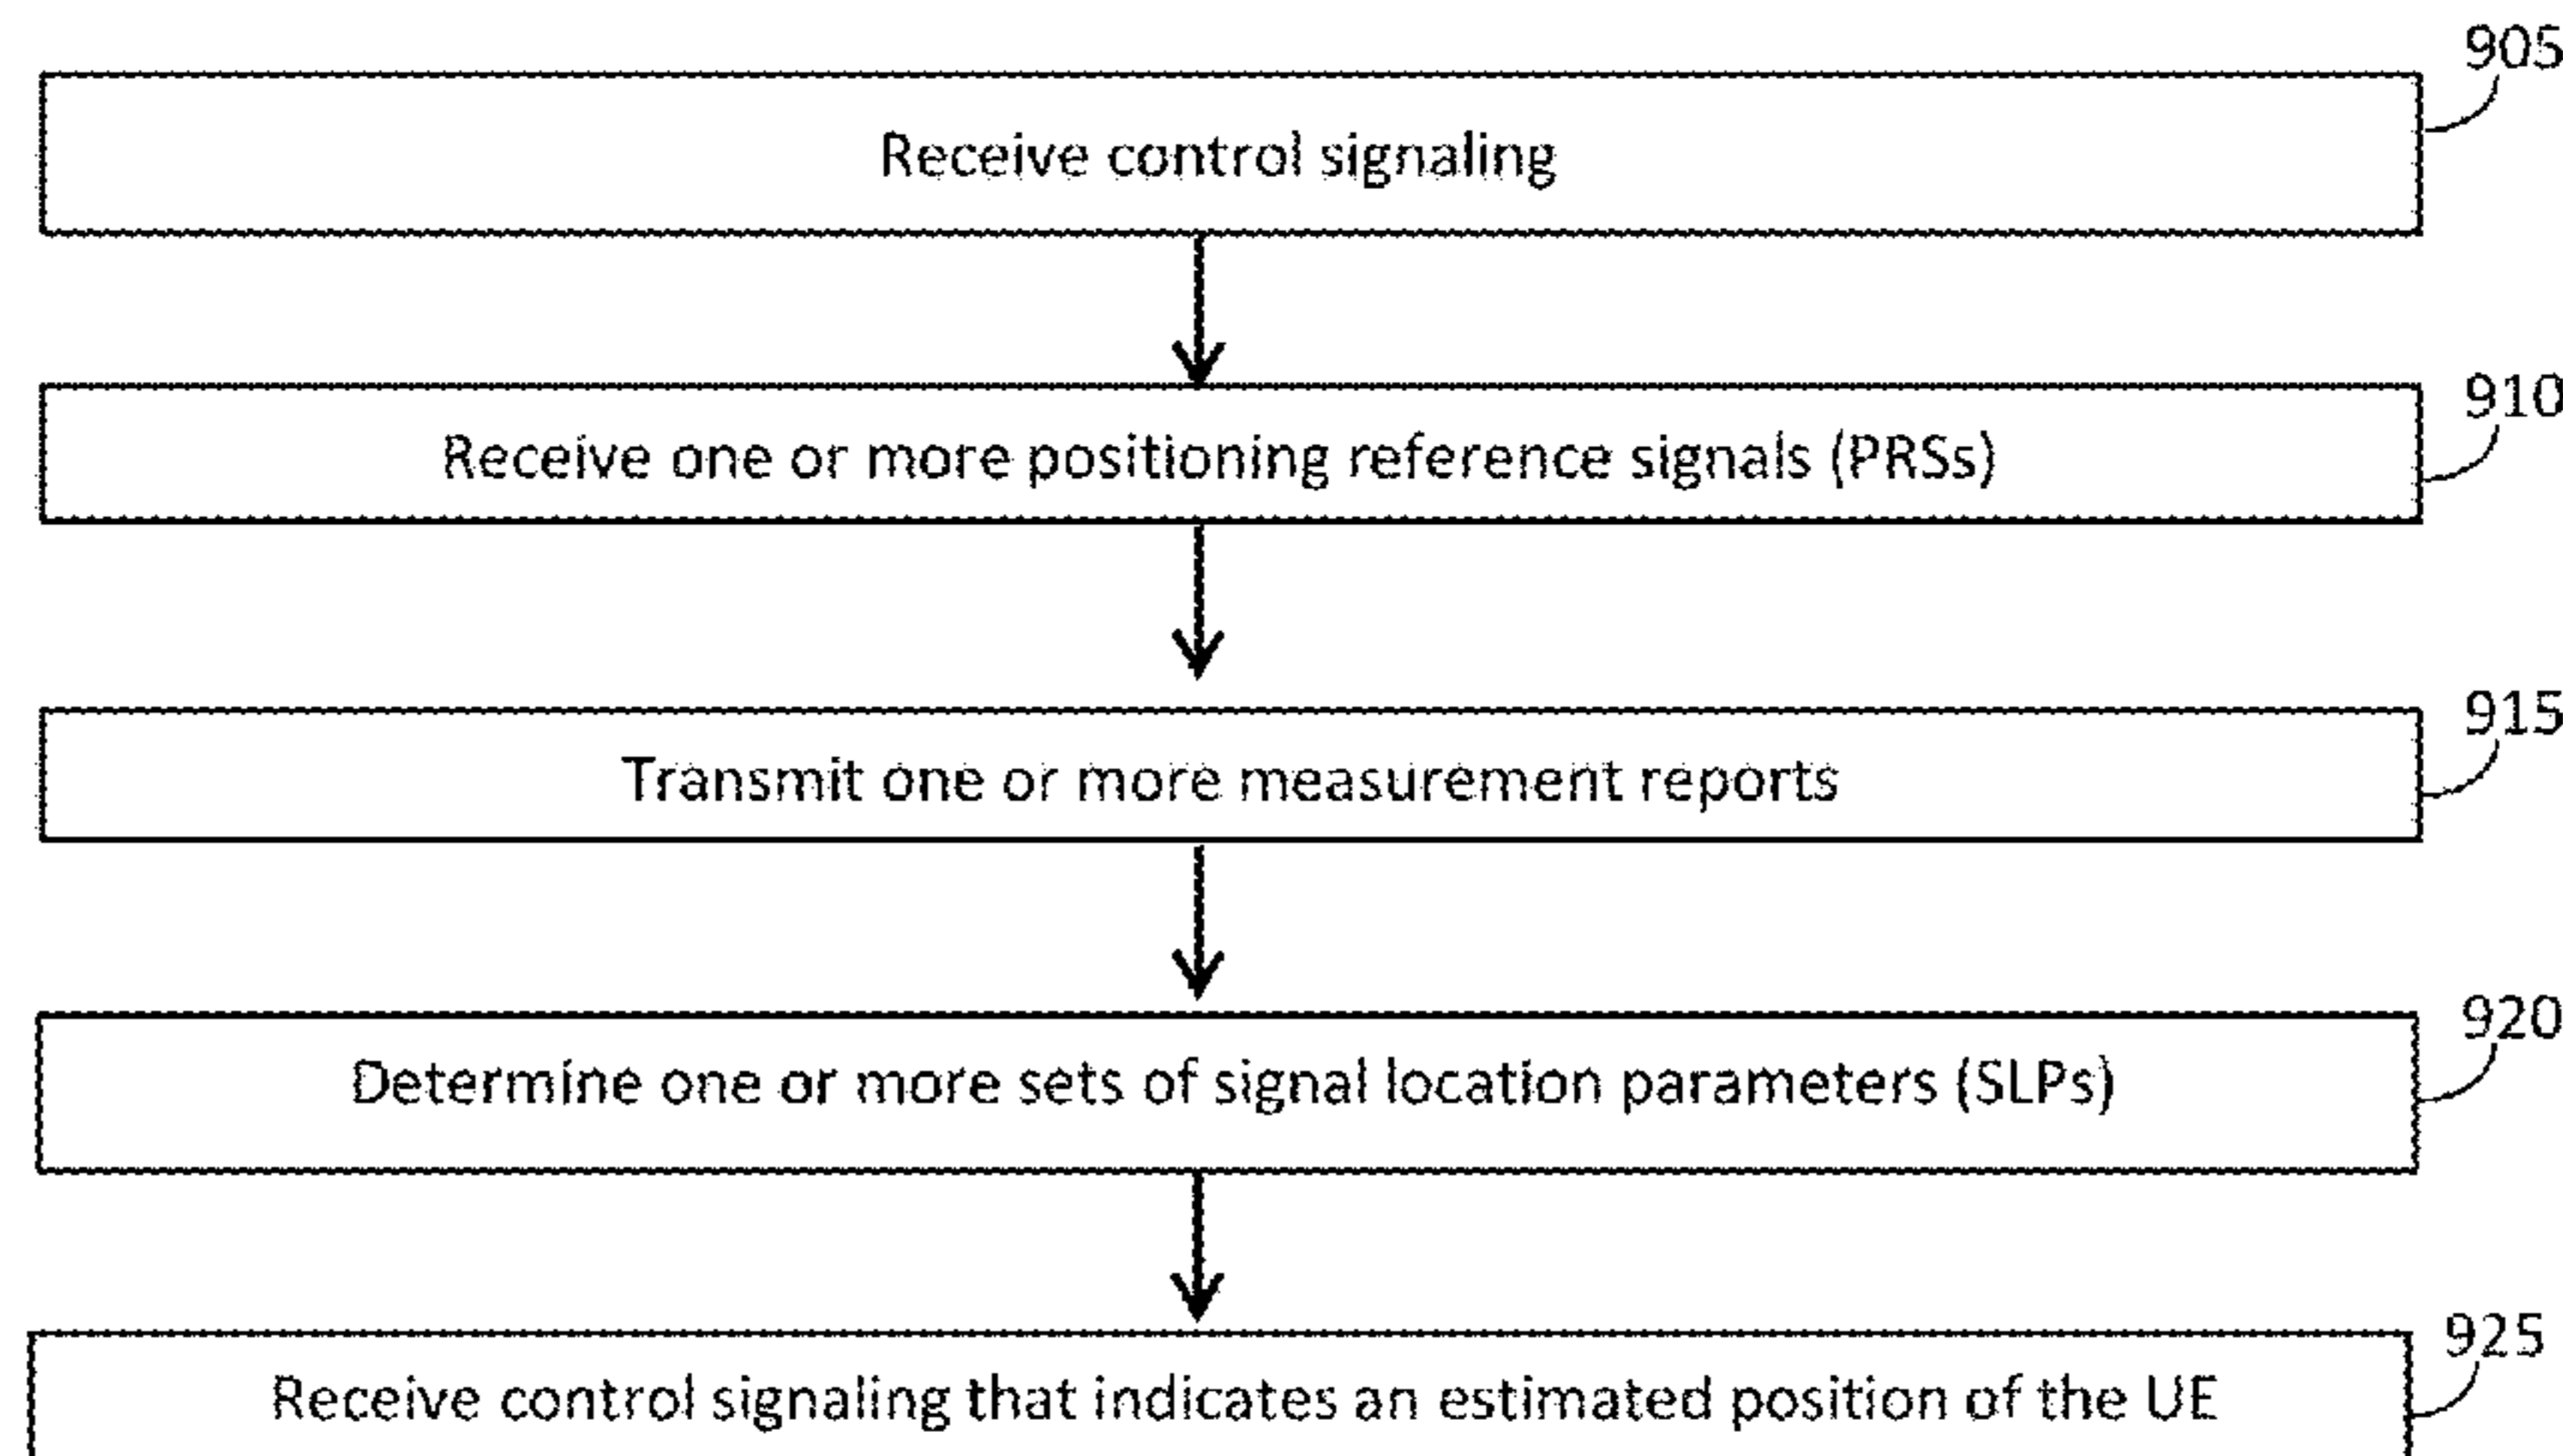 905
Receive control signaling
910
Receive one or more positioning reference signals (PRSs)
915
Transmit one or more measurement reports
920
Determine one or more sets of signal location parameters (SLPs)
925
Receive control signaling that indicates an estimated position of the UE